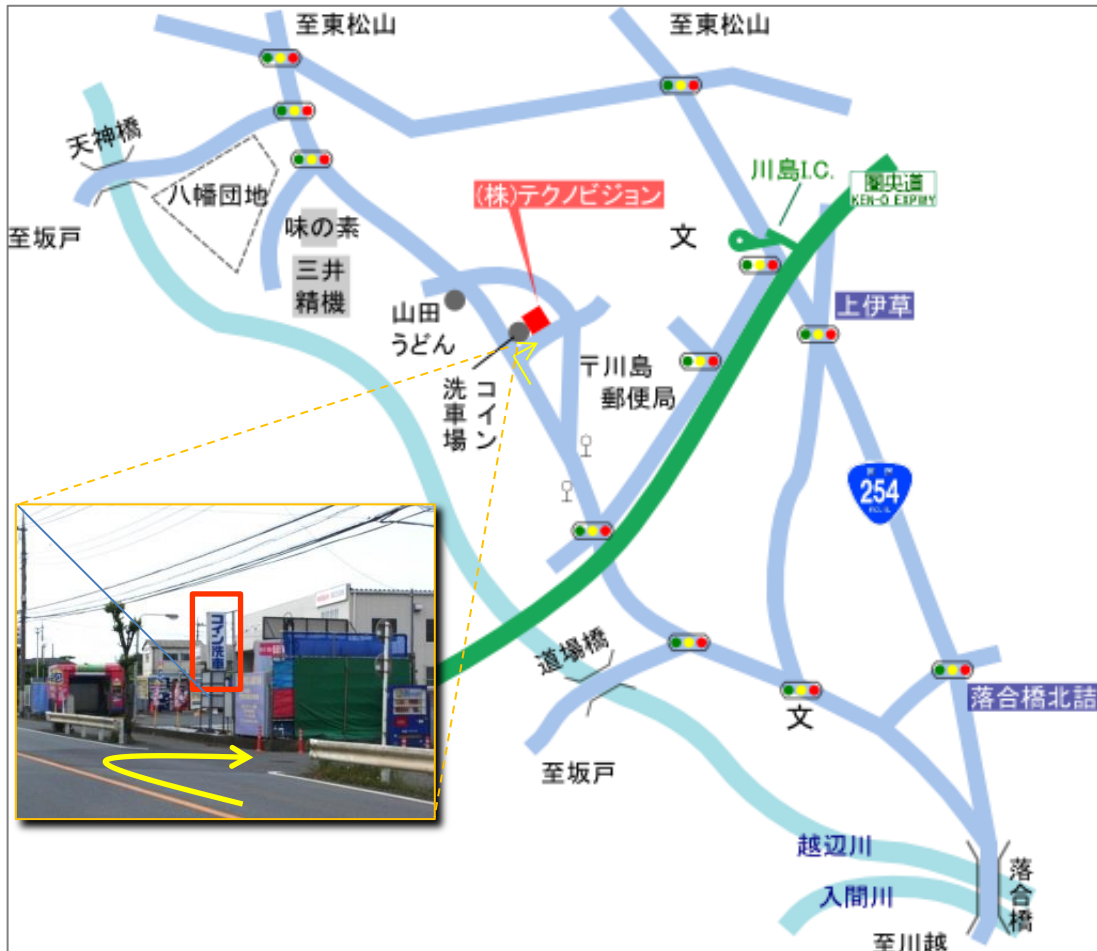 至東松山
至東松山
天神橋
八幡団地
至坂戸
味の素
三井
精機
(株)テクノビジョン
川島I.C.
圏央道
KEN-O EXPWY
文
上伊草
山田
うどん
〒川島
郵便局
コイン
洗車場
254
コイン洗車
道場橋
至坂戸
文
落合橋北詰
越辺川
入間川
落合橋
至川越